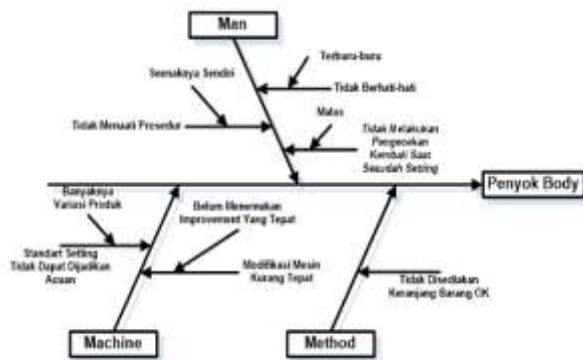 Man
Terburu-buru
Seenaknya Sendiri
Tidak Berhati-hati
Malas
Tidak Menaati Prosedur
Tidak Melakukan
Pengecekan
Kembali Saat
Sesudah Setting
Penyok Body
Banyaknya
Variasi Produk
Belum Menemukan
Improvement Yang Tepat
Standart Setting
Tidak Dapat Dijadikan
Acuan
Modifikasi Mesin
Kurang Tepat
Tidak Disediakan
Keranjang Barang OK
Machine
Method